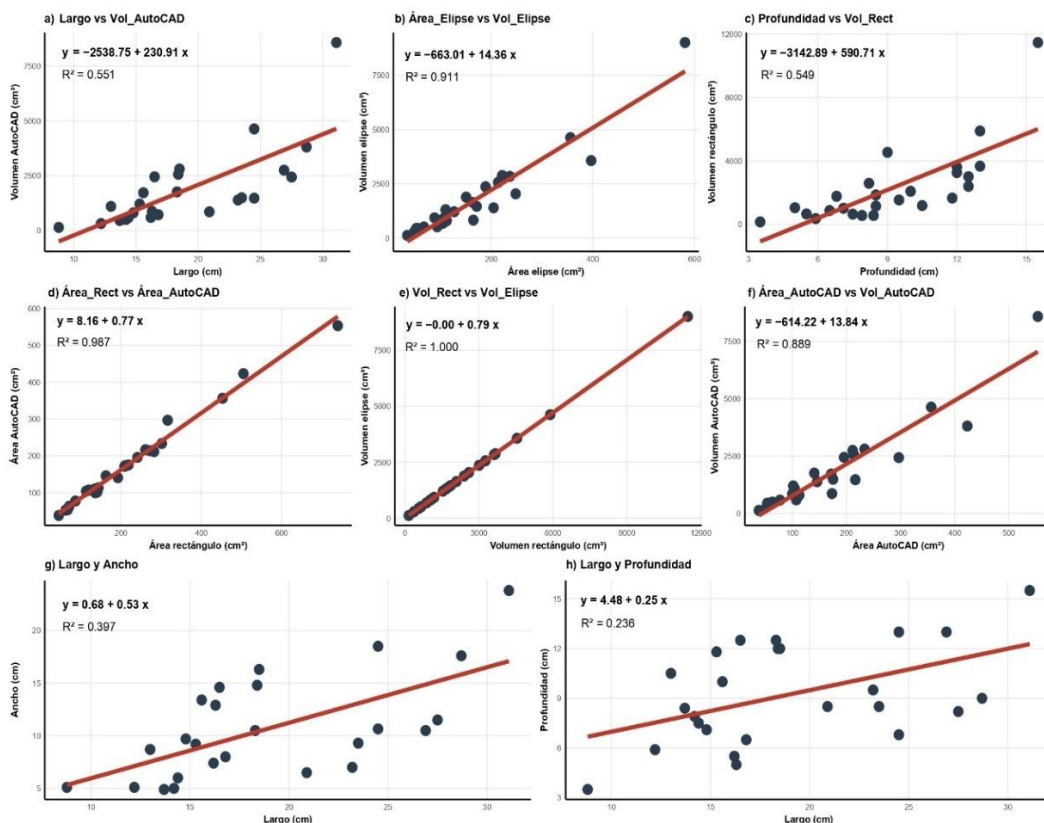 a) Largo vs Vol_AutoCAD
y = −2538.75 + 230.91 x
R² = 0.551
Volumen AutoCAD (cm³)
7500
5000
2500
0
10
15
20
25
30
Largo (cm)
b) Área_Elipse vs Vol_Elipse
y = −663.01 + 14.36 x
R² = 0.911
Volumen elipse (cm³)
7500
5000
2500
0
0
200
400
600
Área elipse (cm²)
c) Profundidad vs Vol_Rect
y = −3142.89 + 590.71 x
R² = 0.549
Volumen rectángulo (cm³)
12000
8000
4000
0
3
6
9
12
15
Profundidad (cm)
d) Área_Rect vs Área_AutoCAD
y = 8.16 + 0.77 x
R² = 0.987
Área AutoCAD (cm²)
600
500
400
300
200
100
200
400
600
Área rectángulo (cm²)
e) Vol_Rect vs Vol_Elipse
y = −0.00 + 0.79 x
R² = 1.000
Volumen elipse (cm³)
7500
5000
2500
0
0
3000
6000
9000
12000
Volumen rectángulo (cm³)
f) Área_AutoCAD vs Vol_AutoCAD
y = −614.22 + 13.84 x
R² = 0.889
Volumen AutoCAD (cm³)
7500
5000
2500
0
100
200
300
400
500
Área AutoCAD (cm²)
g) Largo y Ancho
y = 0.68 + 0.53 x
R² = 0.397
Ancho (cm)
20
15
10
5
10
15
20
25
30
Largo (cm)
h) Largo y Profundidad
y = 4.48 + 0.25 x
R² = 0.236
Profundidad (cm)
15
12
9
6
3
10
15
20
25
30
Largo (cm)